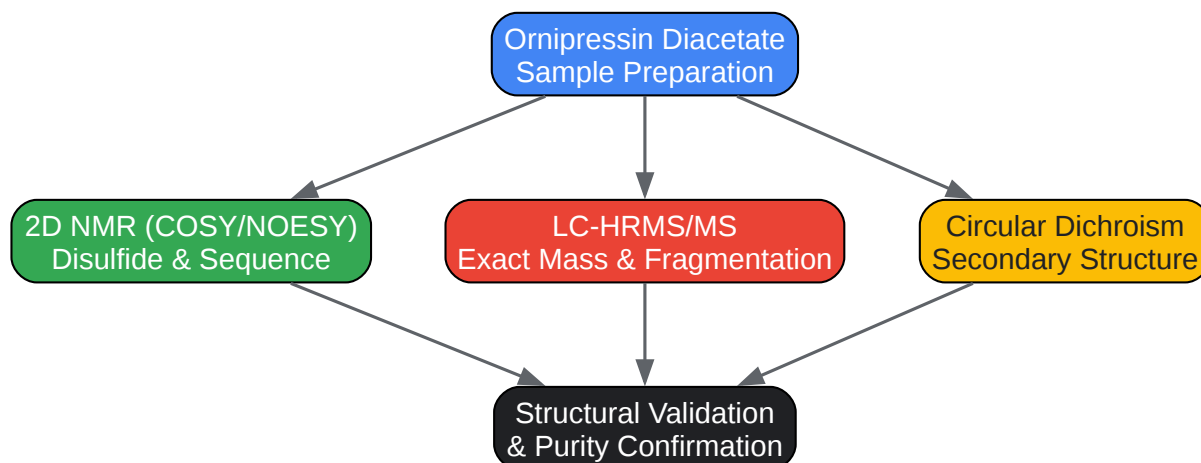 Ornipressin Diacetate
Sample Preparation
2D NMR (COSY/NOESY)
Disulfide & Sequence
LC-HRMS/MS
Exact Mass & Fragmentation
Circular Dichroism
Secondary Structure
Structural Validation
& Purity Confirmation